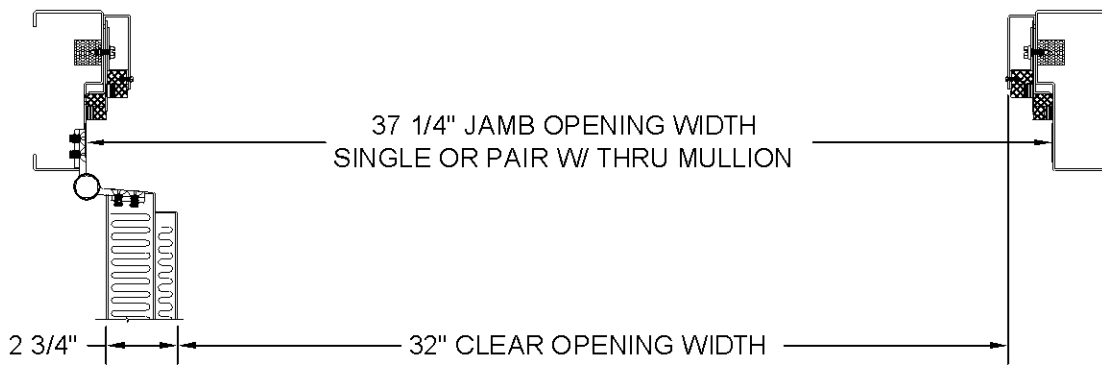 37 1/4" JAMB OPENING WIDTH
SINGLE OR PAIR W/ THRU MULLION
2 3/4"
32" CLEAR OPENING WIDTH